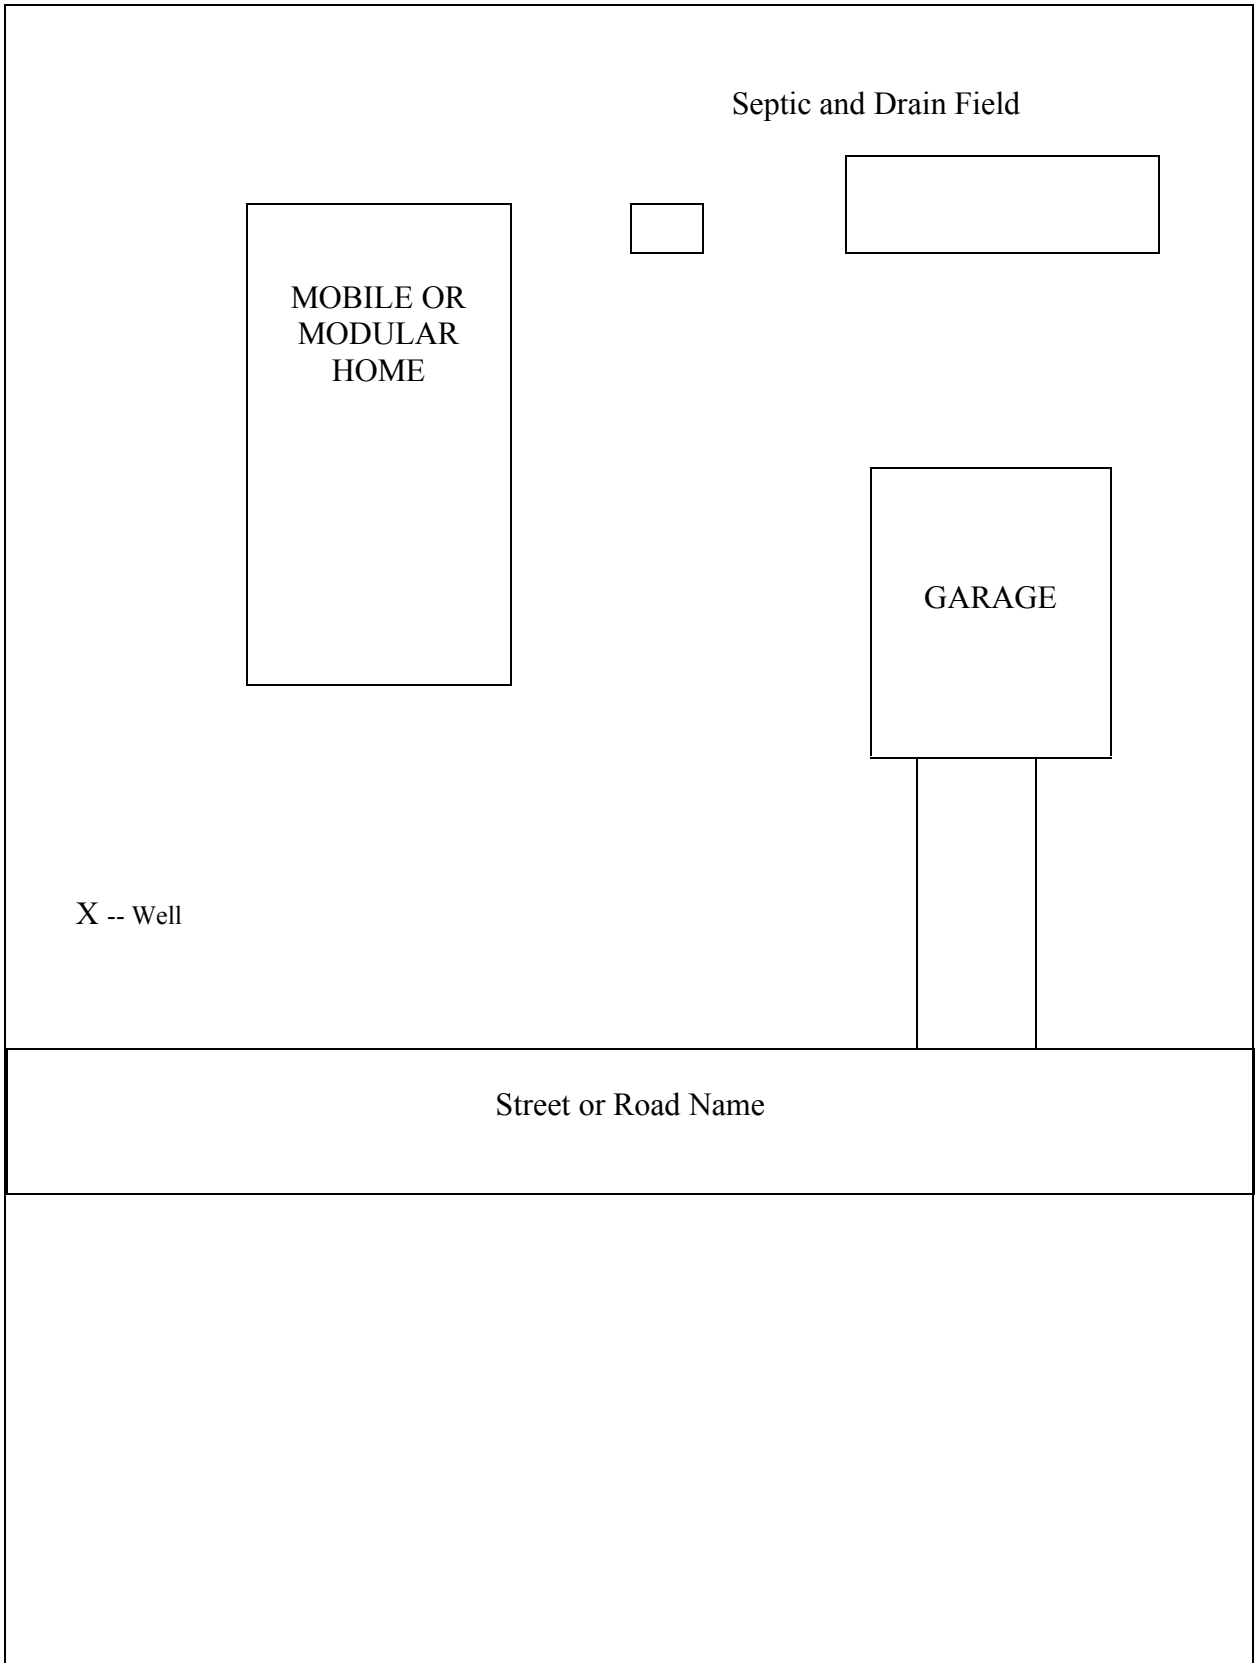 Septic and Drain Field
MOBILE OR
MODULAR
HOME
GARAGE
X -- Well
Street or Road Name